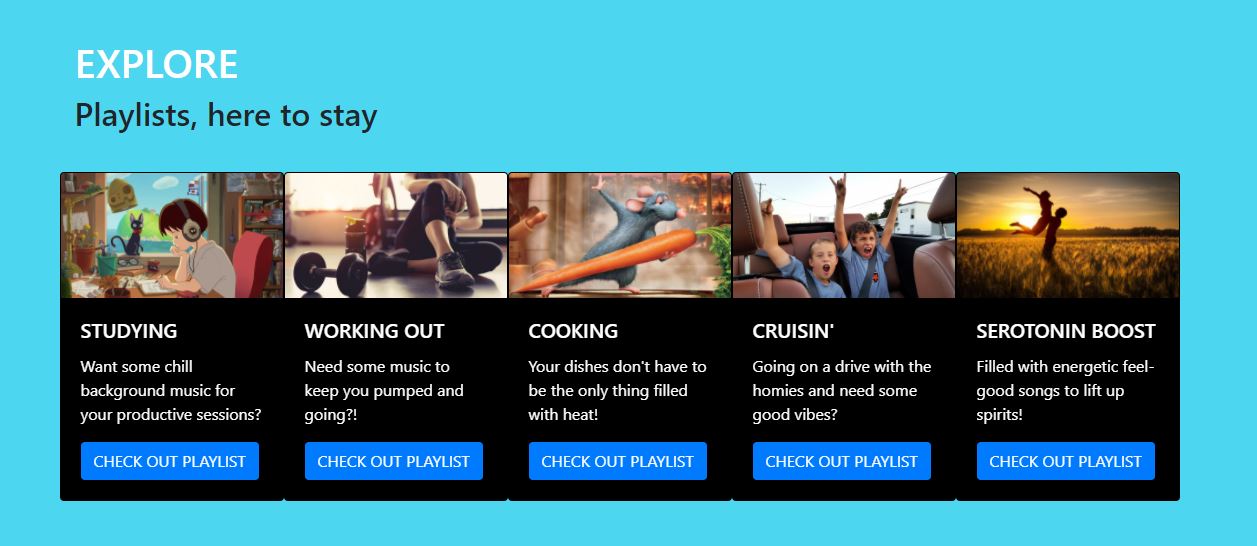 EXPLORE
Playlists, here to stay
STUDYING
Want some chill
background music for
your productive sessions?
CHECK OUT PLAYLIST
WORKING OUT
Need some music to
keep you pumped and
going?!
CHECK OUT PLAYLIST
COOKING
Your dishes don't have to
be the only thing filled
with heat!
CHECK OUT PLAYLIST
CRUISIN'
Going on a drive with the
homies and need some
good vibes?
CHECK OUT PLAYLIST
SEROTONIN BOOST
Filled with energetic feel-
good songs to lift up
spirits!
CHECK OUT PLAYLIST